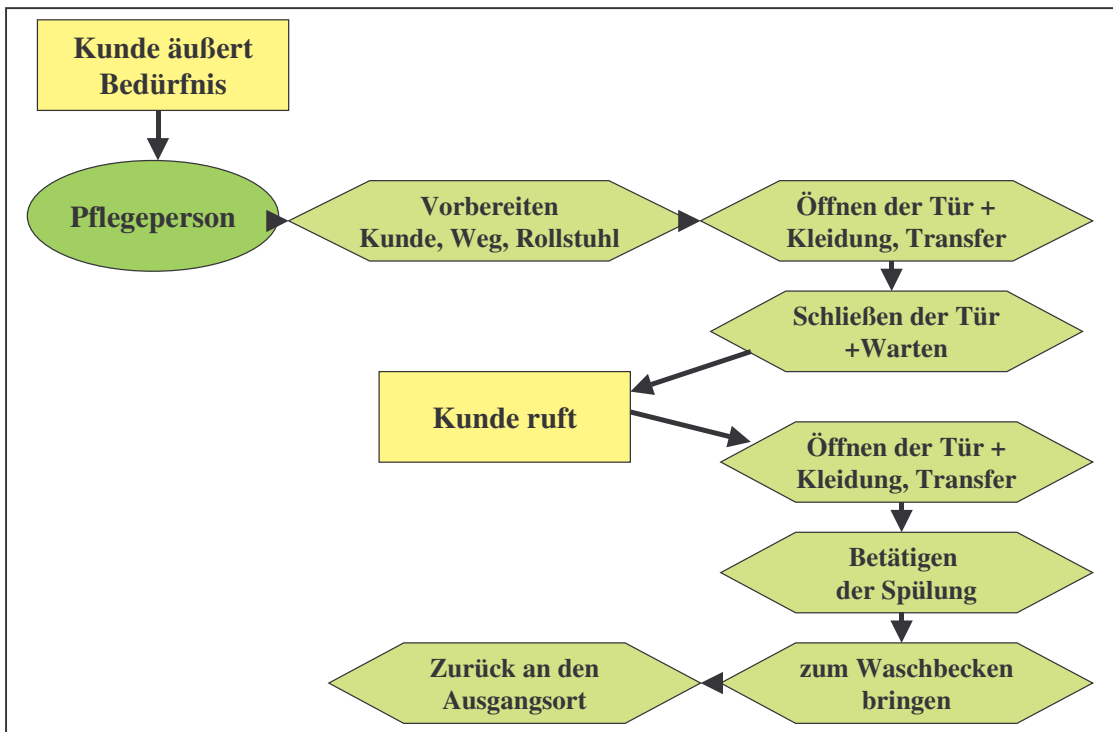 Kunde äußert
Bedürfnis
Pflegeperson
Vorbereiten
Kunde, Weg, Rollstuhl
Öffnen der Tür +
Kleidung, Transfer
Schließen der Tür
+Warten
Kunde ruft
Öffnen der Tür +
Kleidung, Transfer
Betätigen
der Spülung
zum Waschbecken
bringen
Zurück an den
Ausgangsort